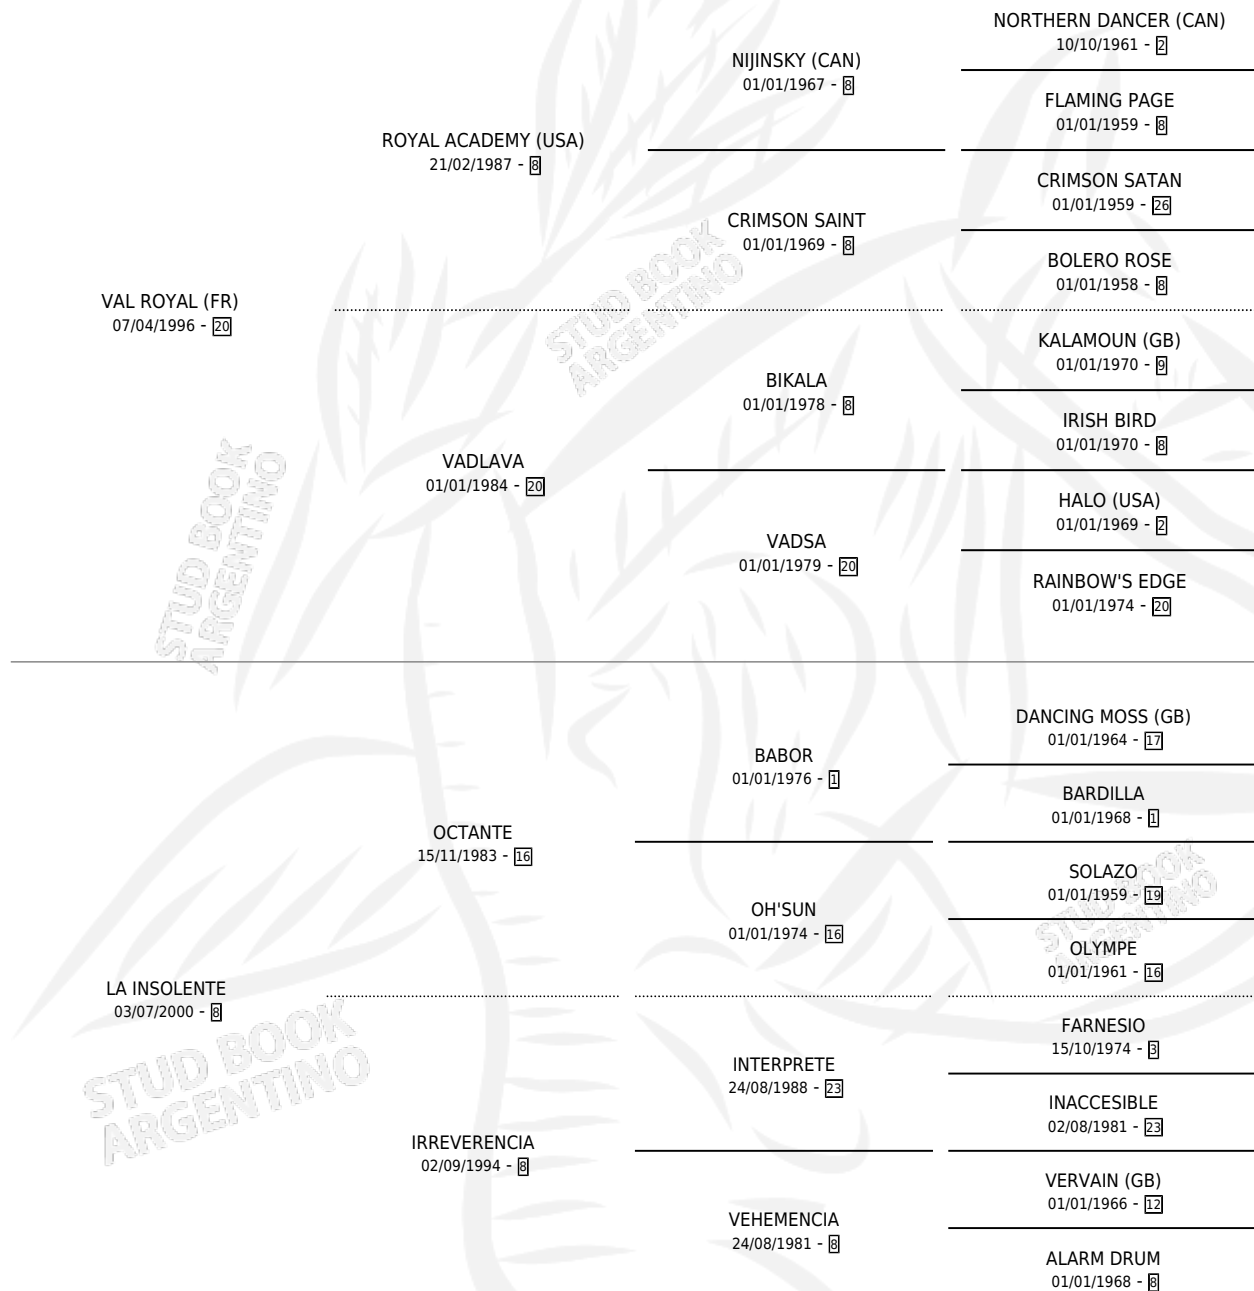 NORTHERN DANCER (CAN)
10/10/1961 - 2
NIJINSKY (CAN)
01/01/1967 - 8
FLAMING PAGE
01/01/1959 - 8
ROYAL ACADEMY (USA)
21/02/1987 - 8
CRIMSON SATAN
01/01/1959 - 26
CRIMSON SAINT
01/01/1969 - 8
BOLERO ROSE
01/01/1958 - 8
VAL ROYAL (FR)
07/04/1996 - 20
STUD BOOK
ARGENTINO
KALAMOUN (GB)
01/01/1970 - 9
BIKALA
01/01/1978 - 8
IRISH BIRD
01/01/1970 - 8
VADLAVA
01/01/1984 - 20
HALO (USA)
01/01/1969 - 2
VADSA
01/01/1979 - 20
RAINBOW'S EDGE
01/01/1974 - 20
STUD BOOK
ARGENTINO
DANCING MOSS (GB)
01/01/1964 - 17
BABOR
01/01/1976 - 1
BARDILLA
01/01/1968 - 1
OCTANTE
15/11/1983 - 16
SOLAZO
01/01/1959 - 19
OH'SUN
01/01/1974 - 16
STUD BOOK
ARGENTINO
OLYMPE
01/01/1961 - 16
LA INSOLENTE
03/07/2000 - 8
STUD BOOK
ARGENTINO
FARNESIO
15/10/1974 - 3
INTERPRETE
24/08/1988 - 23
INACCESIBLE
02/08/1981 - 23
IRREVERENCIA
02/09/1994 - 8
VERVAIN (GB)
01/01/1966 - 12
VEHEMENCIA
24/08/1981 - 8
ALARM DRUM
01/01/1968 - 8